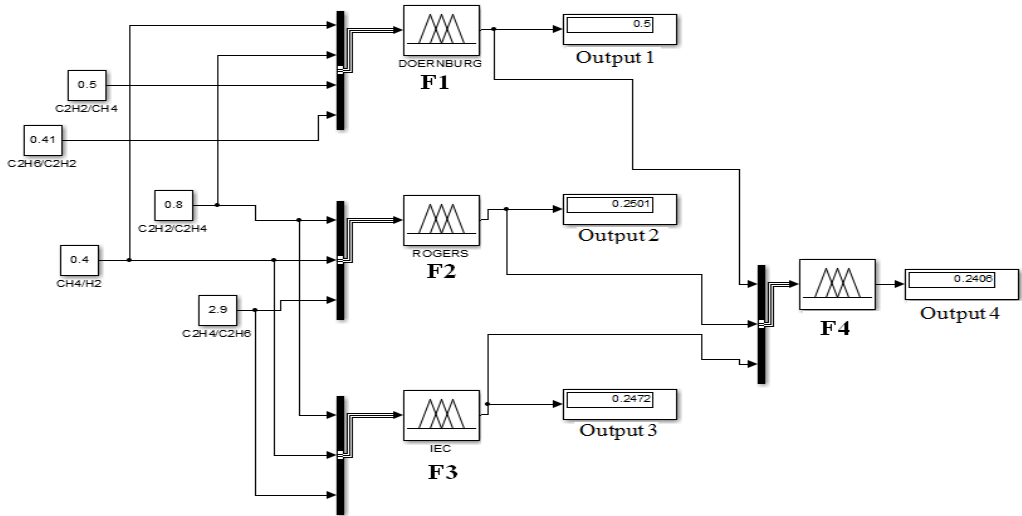 0.5
DOERNBURG
F1
Output 1
0.5
C2H2/CH4
0.41
C2H6/C2H2
0.8
C2H2/C2H4
0.2501
Output 2
ROGERS
F2
0.4
CH4/H2
2.9
C2H4/C2H6
0.2406
Output 4
F4
0.2472
Output 3
IEC
F3